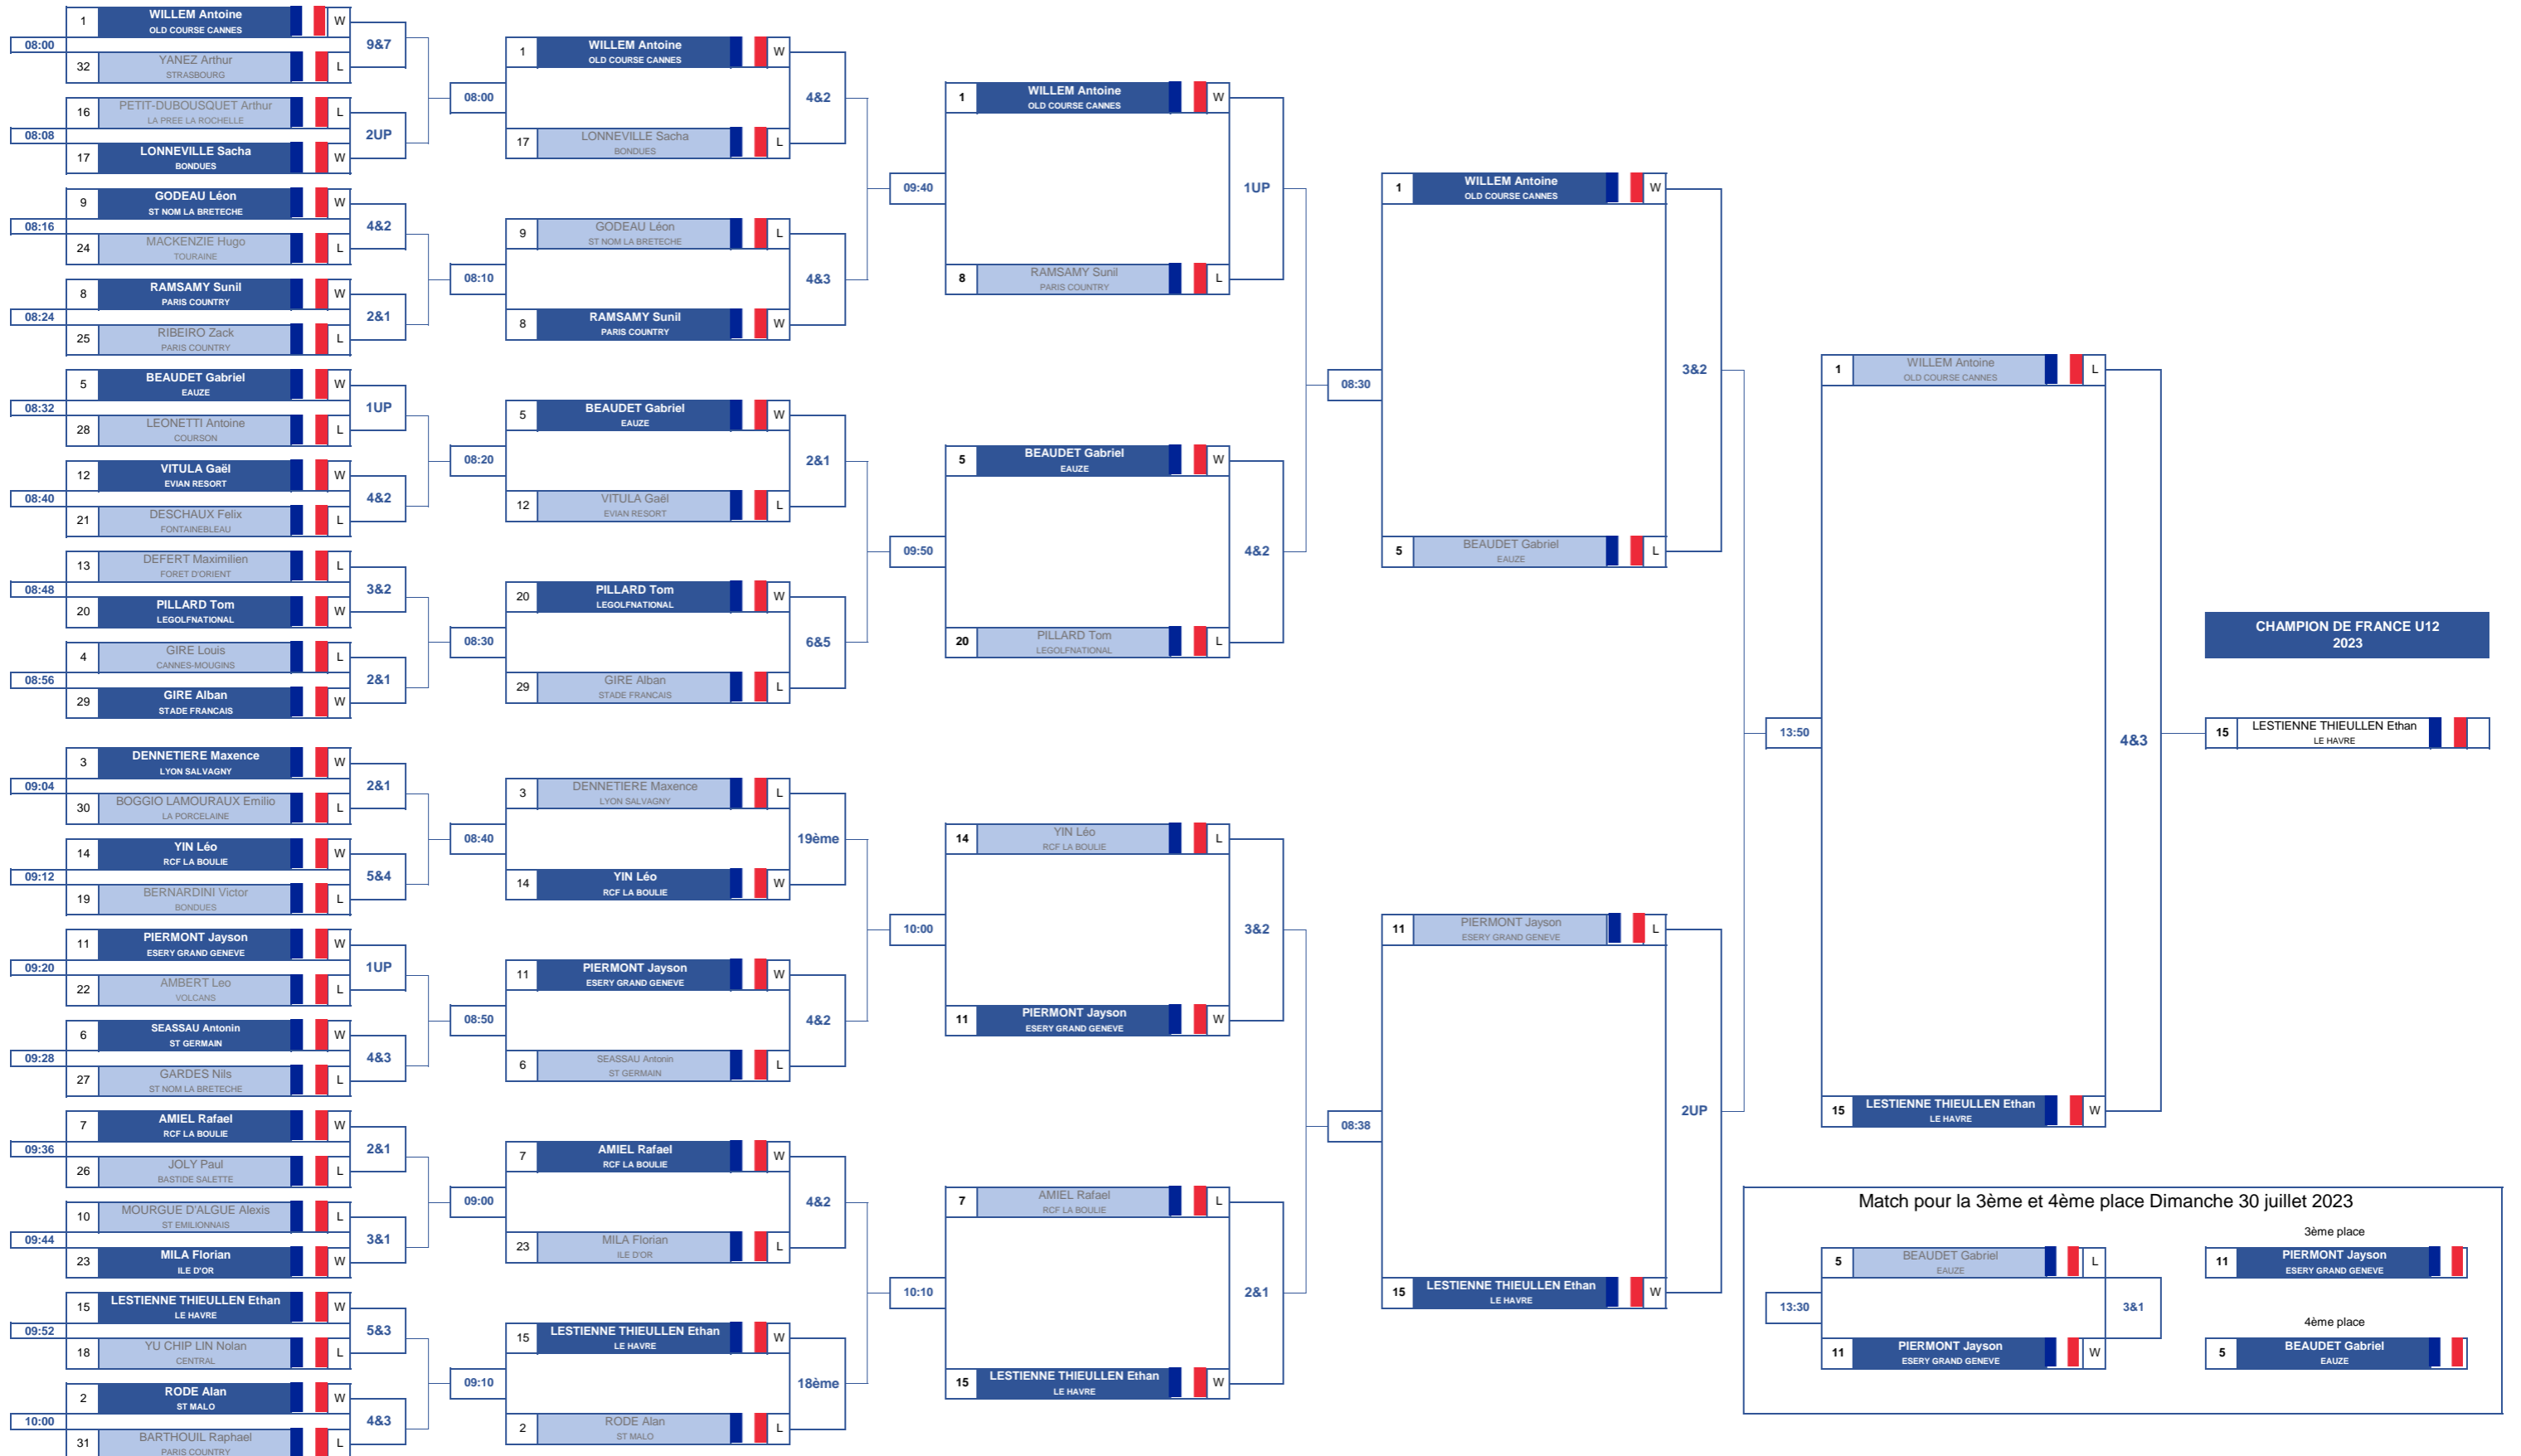 1
WILLEM Antoine
OLD COURSE CANNES
W
08:00
9&7
32
YANEZ Arthur
STRASBOURG
L
16
PETIT-DUBOUSQUET Arthur
LA PREE LA ROCHELLE
L
08:08
2UP
17
LONNEVILLE Sacha
BONDUES
W
9
GODEAU Léon
ST NOM LA BRETECHE
W
08:16
4&2
24
MACKENZIE Hugo
TOURAINE
L
8
RAMSAMY Sunil
PARIS COUNTRY
W
08:24
2&1
25
RIBEIRO Zack
PARIS COUNTRY
L
5
BEAUDET Gabriel
EAUZE
W
08:32
1UP
28
LEONETTI Antoine
COURSON
L
12
VITULA Gaël
EVIAN RESORT
W
08:40
4&2
21
DESCHAUX Felix
FONTAINEBLEAU
L
13
DEFERT Maximilien
FORET D'ORIENT
L
08:48
3&2
20
PILLARD Tom
LEGOLFNATIONAL
W
4
GIRE Louis
CANNES-MOUGINS
L
08:56
2&1
29
GIRE Alban
STADE FRANCAIS
W
3
DENNETIERE Maxence
LYON SALVAGNY
W
09:04
2&1
30
BOGGIO LAMOURAUX Emilio
LA PORCELAINE
L
14
YIN Léo
RCF LA BOULIE
W
09:12
5&4
19
BERNARDINI Victor
BONDUES
L
11
PIERMONT Jayson
ESERY GRAND GENEVE
W
09:20
1UP
22
AMBERT Leo
VOLCANS
L
6
SEASSAU Antonin
ST GERMAIN
W
09:28
4&3
27
GARDES Nils
ST NOM LA BRETECHE
L
7
AMIEL Rafael
RCF LA BOULIE
W
09:36
2&1
26
JOLY Paul
BASTIDE SALETTE
L
10
MOURGUE D'ALGUE Alexis
ST EMILIONNAIS
L
09:44
3&1
23
MILA Florian
ILE D'OR
W
15
LESTIENNE THIEULLEN Ethan
LE HAVRE
W
09:52
5&3
18
YU CHIP LIN Nolan
CENTRAL
L
2
RODE Alan
ST MALO
W
10:00
4&3
31
BARTHOUIL Raphael
PARIS COUNTRY
L
1
WILLEM Antoine
OLD COURSE CANNES
W
08:00
4&2
17
LONNEVILLE Sacha
BONDUES
L
9
GODEAU Léon
ST NOM LA BRETECHE
L
08:10
4&3
8
RAMSAMY Sunil
PARIS COUNTRY
W
5
BEAUDET Gabriel
EAUZE
W
08:20
2&1
12
VITULA Gaël
EVIAN RESORT
L
20
PILLARD Tom
LEGOLFNATIONAL
W
08:30
6&5
29
GIRE Alban
STADE FRANCAIS
L
3
DENNETIERE Maxence
LYON SALVAGNY
L
08:40
19ème
14
YIN Léo
RCF LA BOULIE
W
11
PIERMONT Jayson
ESERY GRAND GENEVE
W
08:50
4&2
6
SEASSAU Antonin
ST GERMAIN
L
7
AMIEL Rafael
RCF LA BOULIE
W
09:00
4&2
23
MILA Florian
ILE D'OR
L
15
LESTIENNE THIEULLEN Ethan
LE HAVRE
W
09:10
18ème
2
RODE Alan
ST MALO
L
1
WILLEM Antoine
OLD COURSE CANNES
W
09:40
1UP
8
RAMSAMY Sunil
PARIS COUNTRY
L
5
BEAUDET Gabriel
EAUZE
W
09:50
4&2
20
PILLARD Tom
LEGOLFNATIONAL
L
14
YIN Léo
RCF LA BOULIE
L
10:00
3&2
11
PIERMONT Jayson
ESERY GRAND GENEVE
W
7
AMIEL Rafael
RCF LA BOULIE
L
10:10
2&1
15
LESTIENNE THIEULLEN Ethan
LE HAVRE
W
1
WILLEM Antoine
OLD COURSE CANNES
W
08:30
3&2
5
BEAUDET Gabriel
EAUZE
L
11
PIERMONT Jayson
ESERY GRAND GENEVE
L
08:38
2UP
15
LESTIENNE THIEULLEN Ethan
LE HAVRE
W
1
WILLEM Antoine
OLD COURSE CANNES
L
13:50
4&3
15
LESTIENNE THIEULLEN Ethan
LE HAVRE
W
CHAMPION DE FRANCE U12
2023
15
LESTIENNE THIEULLEN Ethan
LE HAVRE
Match pour la 3ème et 4ème place Dimanche 30 juillet 2023
5
BEAUDET Gabriel
EAUZE
L
13:30
3&1
11
PIERMONT Jayson
ESERY GRAND GENEVE
W
3ème place
11
PIERMONT Jayson
ESERY GRAND GENEVE
4ème place
5
BEAUDET Gabriel
EAUZE